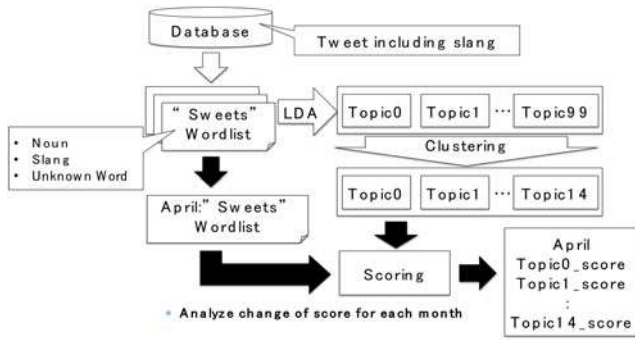 Database
Tweet including slang
“ Sweets”
Wordlist
LDA
Topic0 Topic1 … Topic99
• Noun
• Slang
• Unknown Word
Clustering
Topic0 Topic1 … Topic14
April:” Sweets”
Wordlist
Scoring
April
Topic0_score
Topic1_score
:
Topic14_score
• Analyze change of score for each month